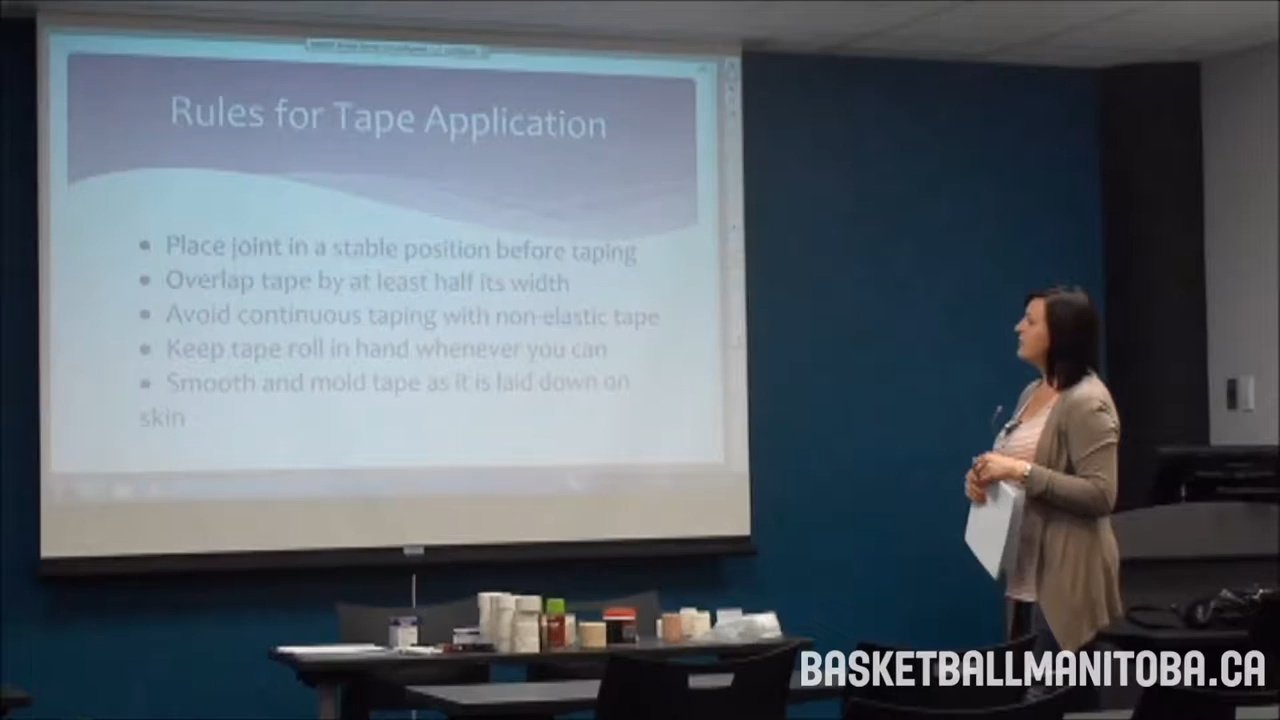 Rules for Tape Application
• Place joint in a stable position before taping
• Overlap tape by at least half its width
• Avoid continuous taping with non-elastic tape
• Keep tape roll in hand whenever you can
• Smooth and mold tape as it is laid down on
skin
BASKETBALLMANITOBA.CA